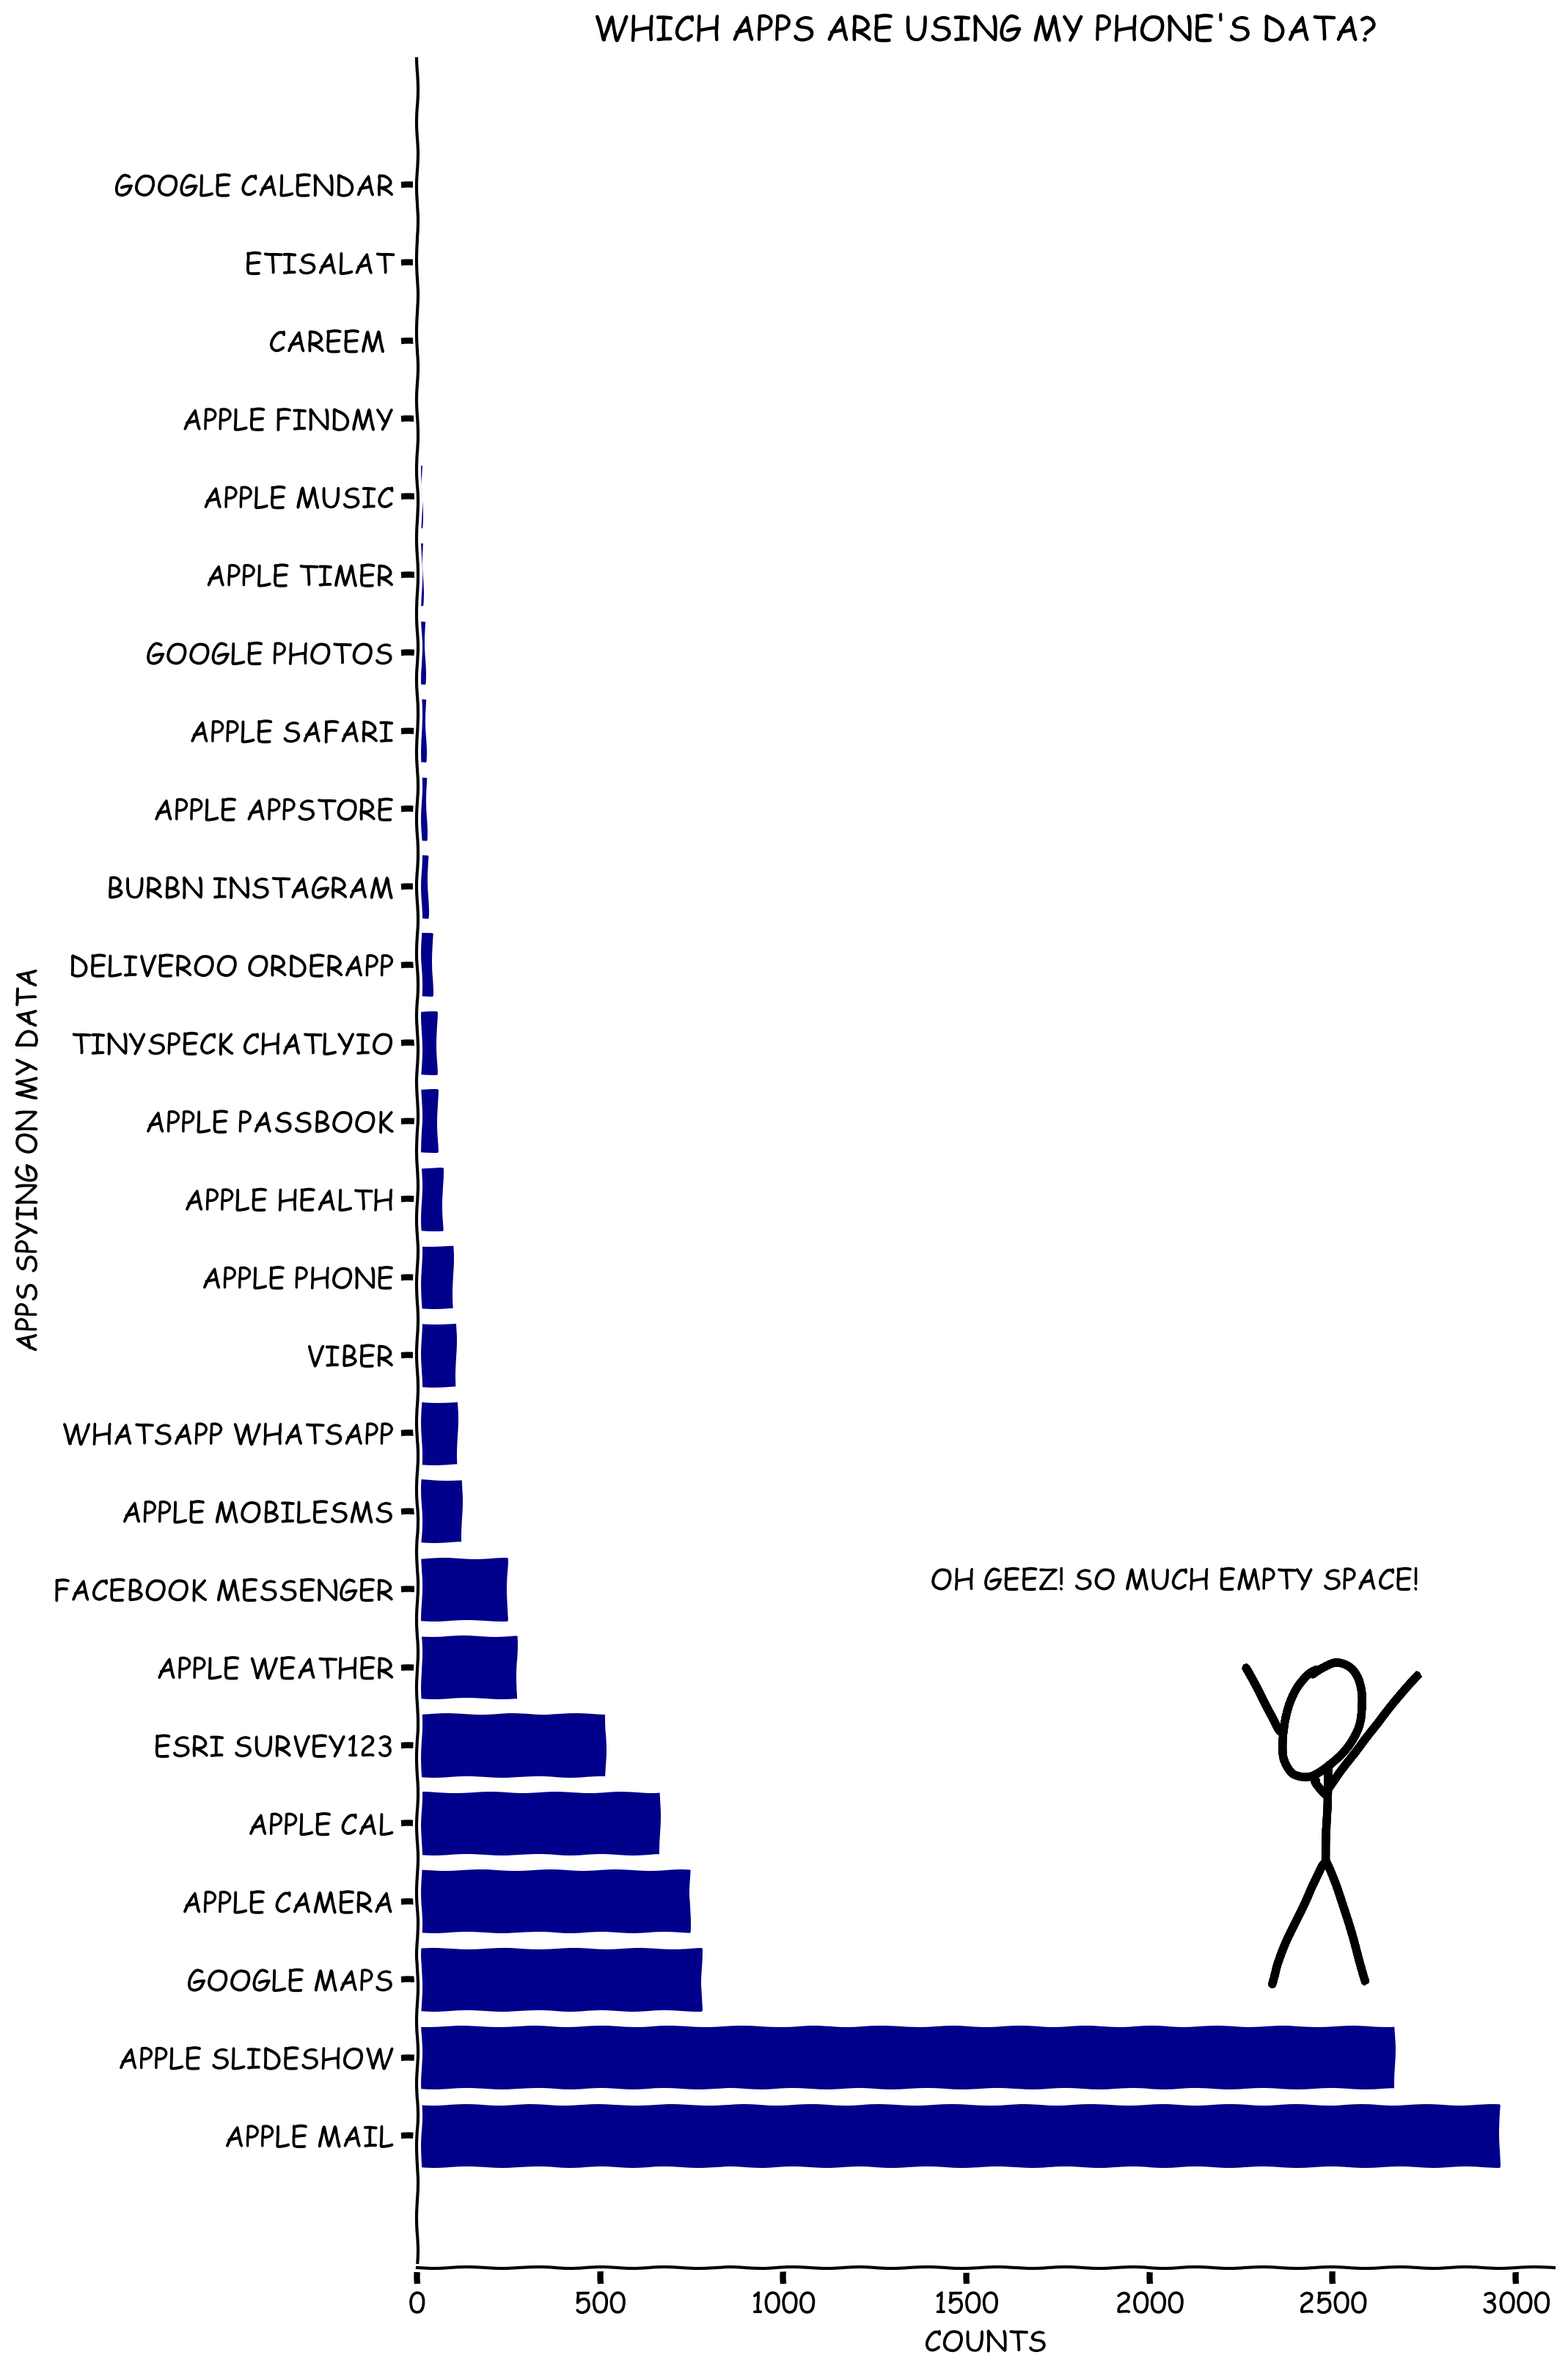 WHICH APPS ARE USING MY PHONE'S DATA?
GOOGLE CALENDAR
ETISALAT
CAREEM
APPLE FINDMY
APPLE MUSIC
APPLE TIMER
GOOGLE PHOTOS
APPLE SAFARI
APPLE APPSTORE
BURBN INSTAGRAM
DELIVEROO ORDERAPP
TINYSPECK CHATLYIO
APPLE PASSBOOK
APPLE HEALTH
APPLE PHONE
VIBER
WHATSAPP WHATSAPP
APPLE MOBILESMS
FACEBOOK MESSENGER
APPLE WEATHER
ESRI SURVEY123
APPLE CAL
APPLE CAMERA
GOOGLE MAPS
APPLE SLIDESHOW
APPLE MAIL
APPS SPYING ON MY DATA
OH GEEZ! SO MUCH EMPTY SPACE!
0 500 1000 1500 2000 2500 3000
COUNTS